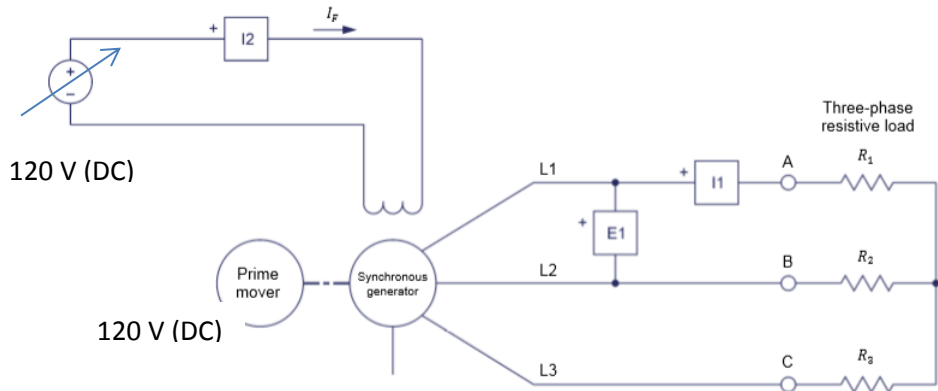 I_F
+ I2
+
−
120 V (DC)
Three-phase
resistive load
L1
+ I1
A
R₁
+ E1
L2
B
R₂
Prime
mover
Synchronous
generator
120 V (DC)
L3
C
R₃